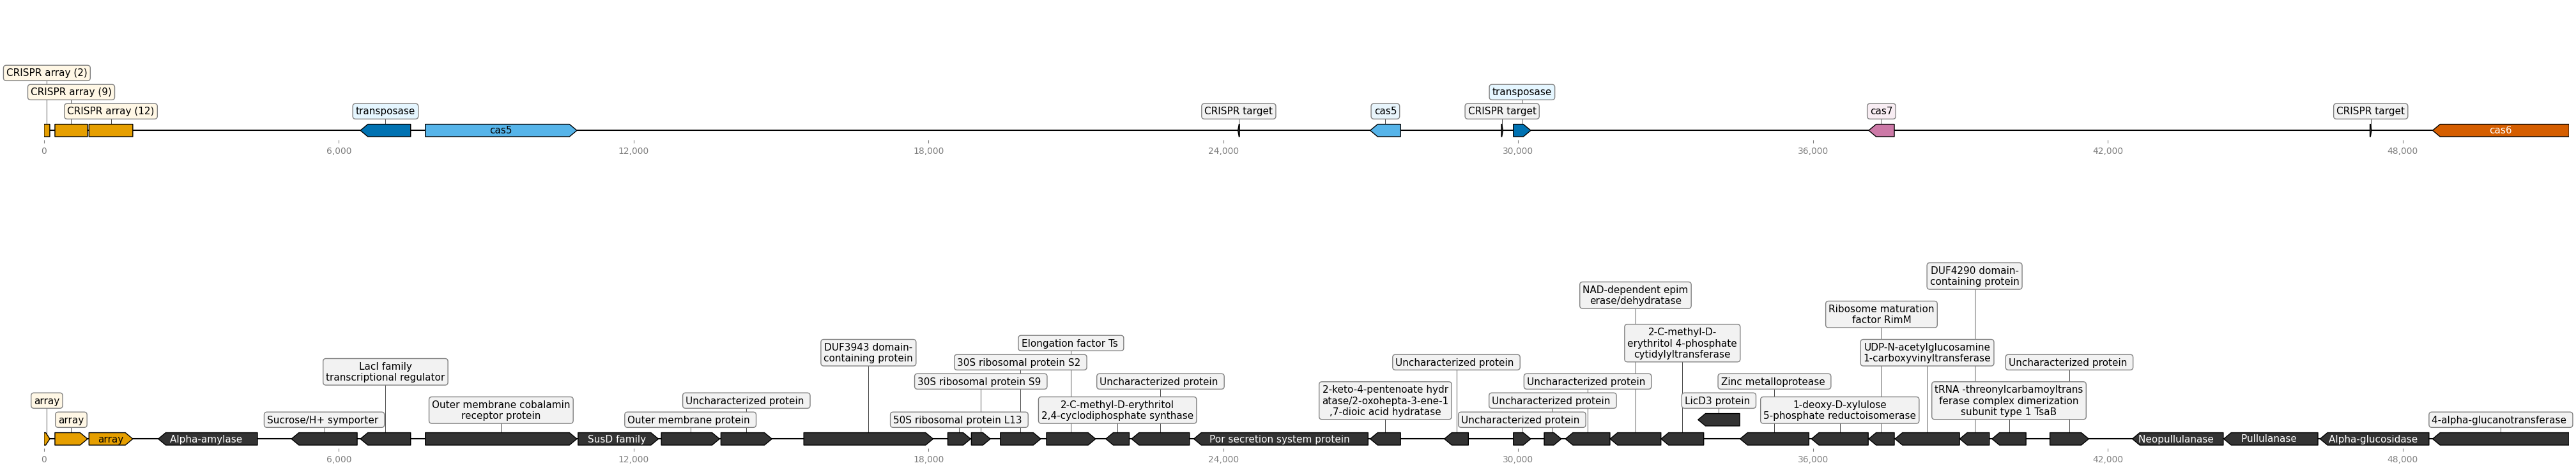 CRISPR array (2)
CRISPR array (9)
transposase
CRISPR array (12)
transposase
CRISPR target
cas5
CRISPR target
cas7
CRISPR target
cas5
cas6
0
6,000
12,000
18,000
24,000
30,000
36,000
42,000
48,000
DUF4290 domain-
containing protein
NAD-dependent epim
erase/dehydratase
Ribosome maturation
factor RimM
2-C-methyl-D-
erythritol 4-phosphate
cytidylyltransferase
Elongation factor Ts
DUF3943 domain-
containing protein
UDP-N-acetylglucosamine
1-carboxyvinyltransferase
30S ribosomal protein S2
Uncharacterized protein
Uncharacterized protein
LacI family
transcriptional regulator
30S ribosomal protein S9
Uncharacterized protein
Uncharacterized protein
Zinc metalloprotease
2-keto-4-pentenoate hydr
atase/2-oxohepta-3-ene-1
,7-dioic acid hydratase
tRNA -threonylcarbamoyltrans
ferase complex dimerization
subunit type 1 TsaB
array
Uncharacterized protein
Uncharacterized protein
LicD3 protein
Outer membrane cobalamin
receptor protein
2-C-methyl-D-erythritol
2,4-cyclodiphosphate synthase
1-deoxy-D-xylulose
5-phosphate reductoisomerase
array
Sucrose/H+ symporter
Outer membrane protein
50S ribosomal protein L13
Uncharacterized protein
4-alpha-glucanotransferase
array
Alpha-amylase
SusD family
Por secretion system protein
Neopullulanase
Pullulanase
Alpha-glucosidase
0
6,000
12,000
18,000
24,000
30,000
36,000
42,000
48,000